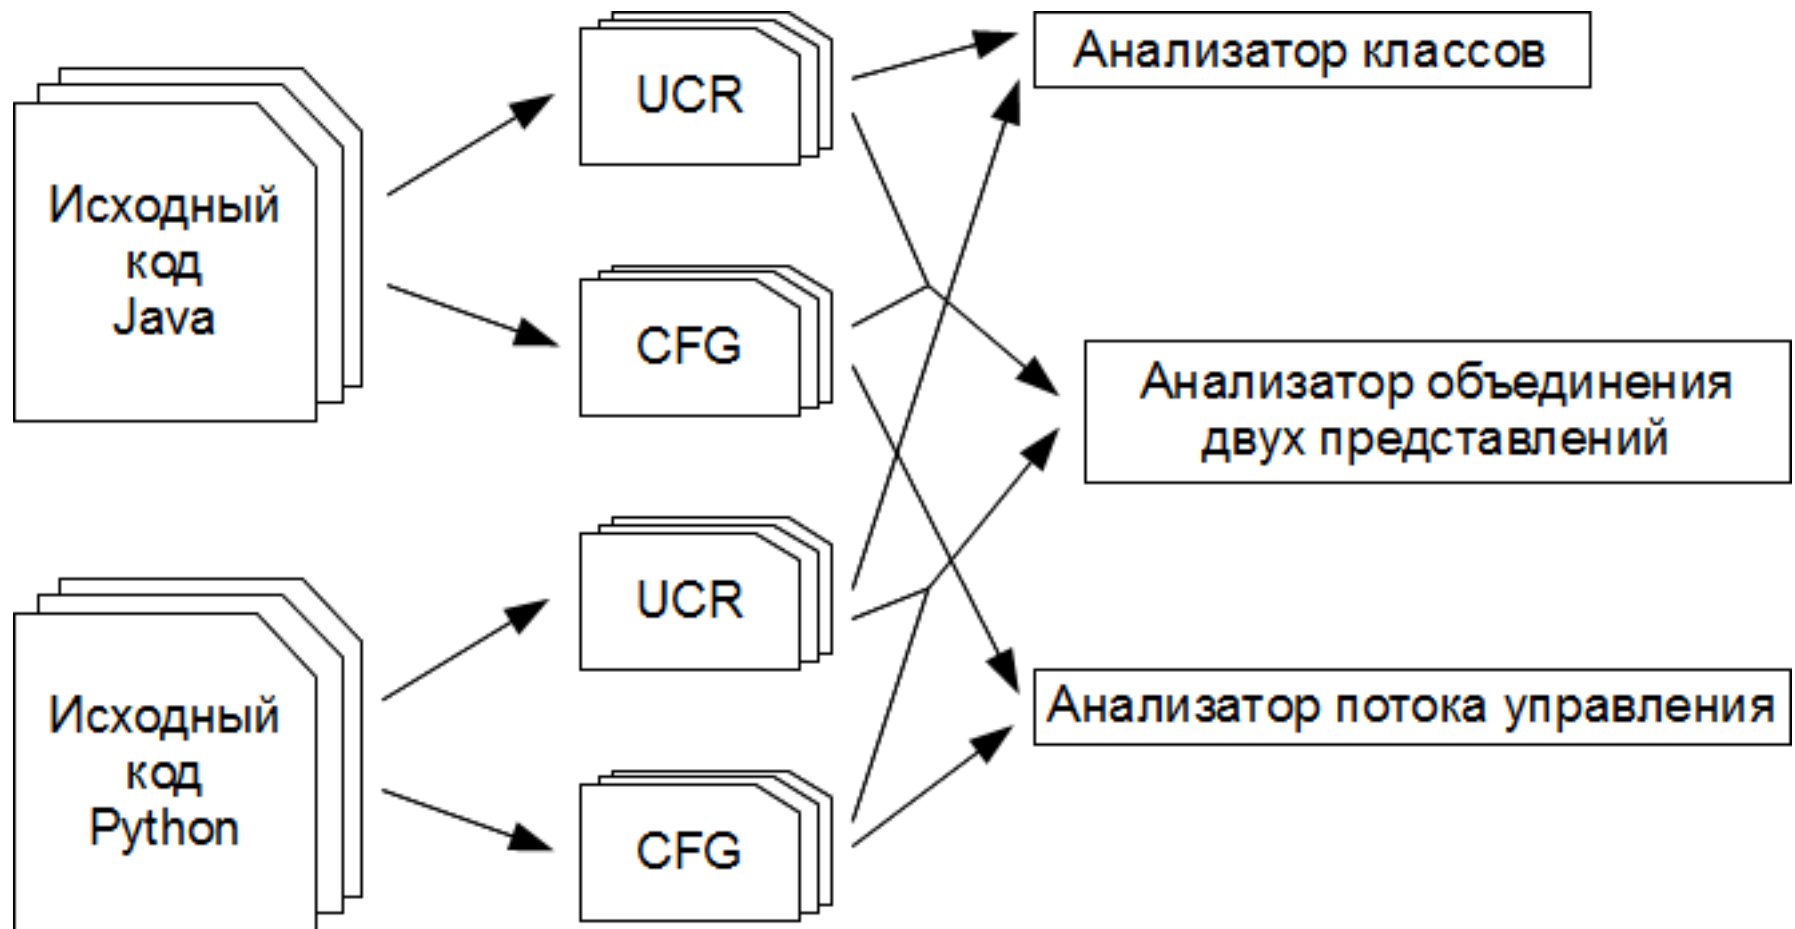 Исходный
код
Java
UCR
CFG
Анализатор классов
Анализатор объединения
двух представлений
Исходный
код
Python
UCR
CFG
Анализатор потока управления